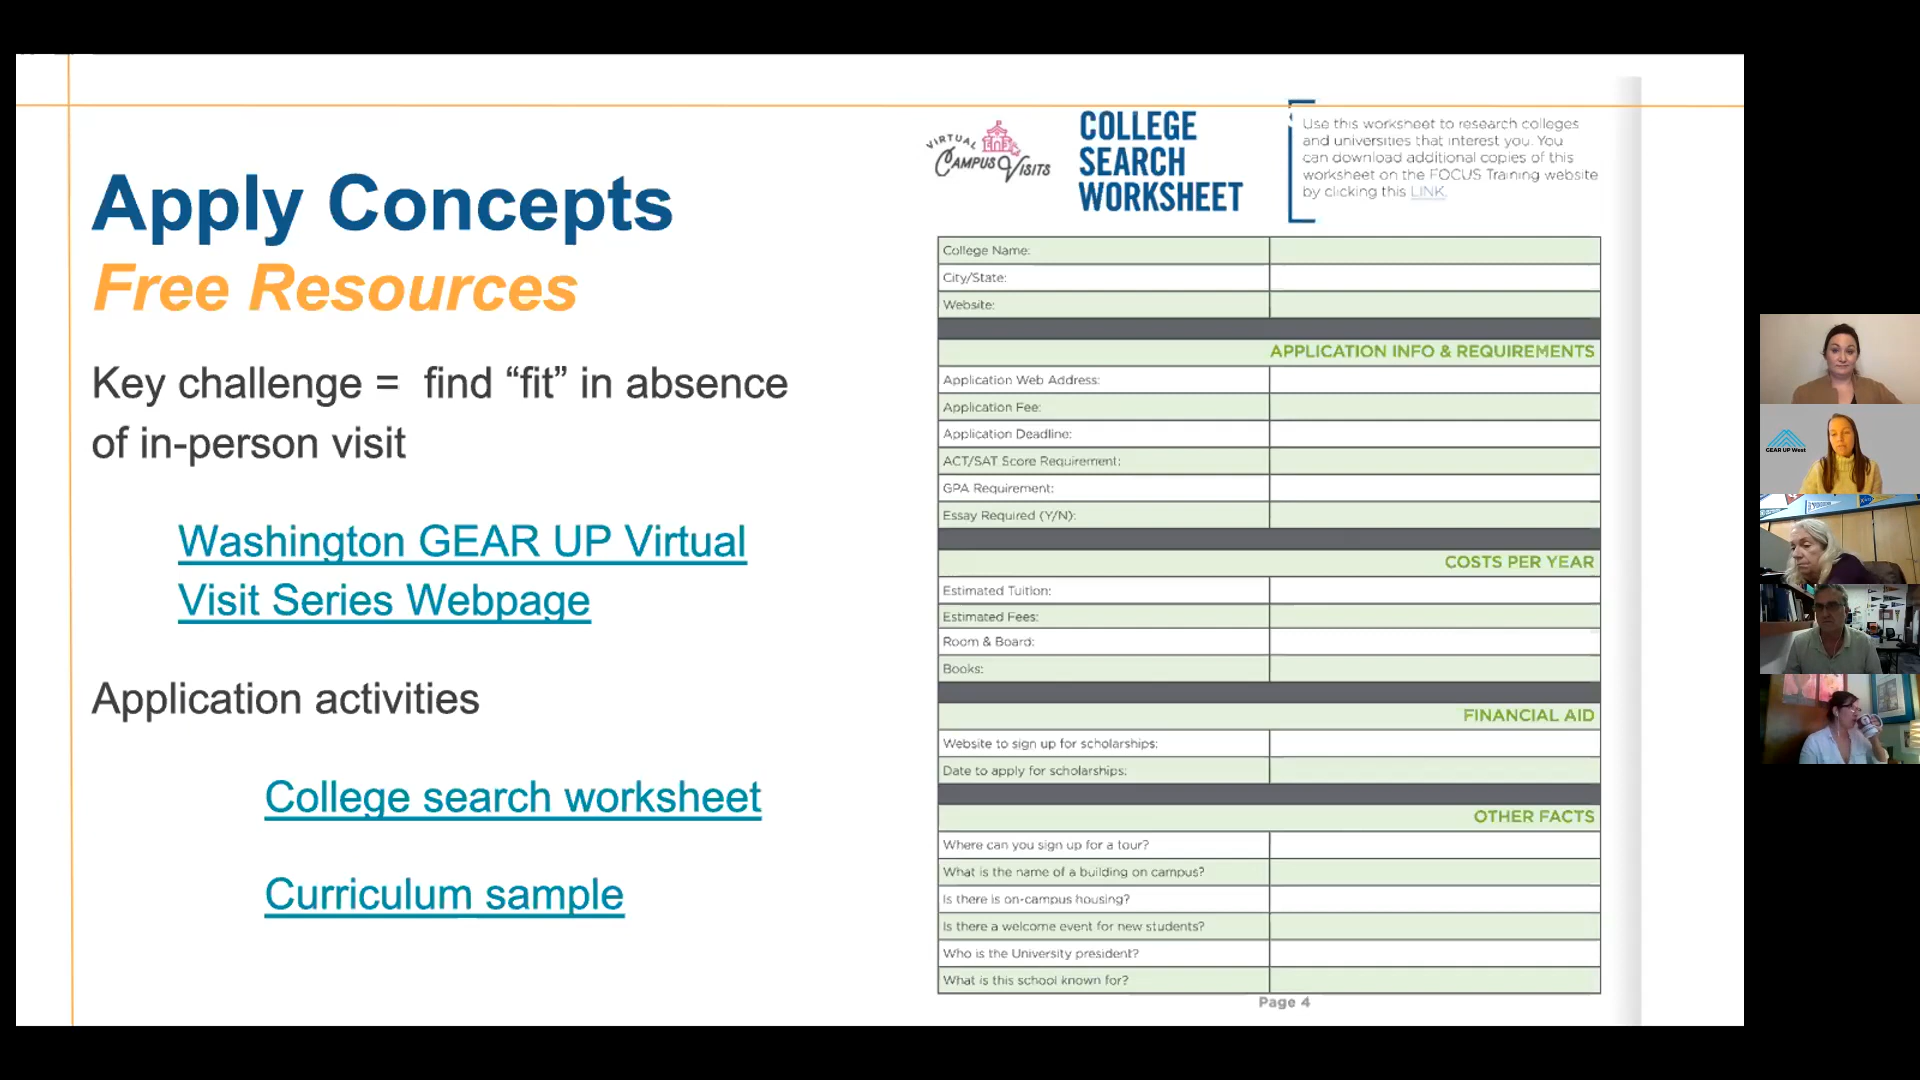 Apply Concepts
Free Resources
Key challenge =  find “fit” in absence
of in-person visit
Washington GEAR UP Virtual
Visit Series Webpage
Application activities
College search worksheet
Curriculum sample
VIRTUAL
CAMPUS VISITS
COLLEGE
SEARCH
WORKSHEET
Use this worksheet to research colleges
and universities that interest you. You
can download additional copies of this
worksheet on the FOCUS Training website
by clicking this LINK.
College Name:
City/State:
Website:
APPLICATION INFO & REQUIREMENTS
Application Web Address:
Application Fee:
Application Deadline:
ACT/SAT Score Requirement:
GPA Requirement:
Essay Required (Y/N):
COSTS PER YEAR
Estimated Tuition:
Estimated Fees:
Room & Board:
Books:
FINANCIAL AID
Website to sign up for scholarships:
Date to apply for scholarships:
OTHER FACTS
Where can you sign up for a tour?
What is the name of a building on campus?
Is there is on-campus housing?
Is there a welcome event for new students?
Who is the University president?
What is this school known for?
Page 4
GEAR UP West